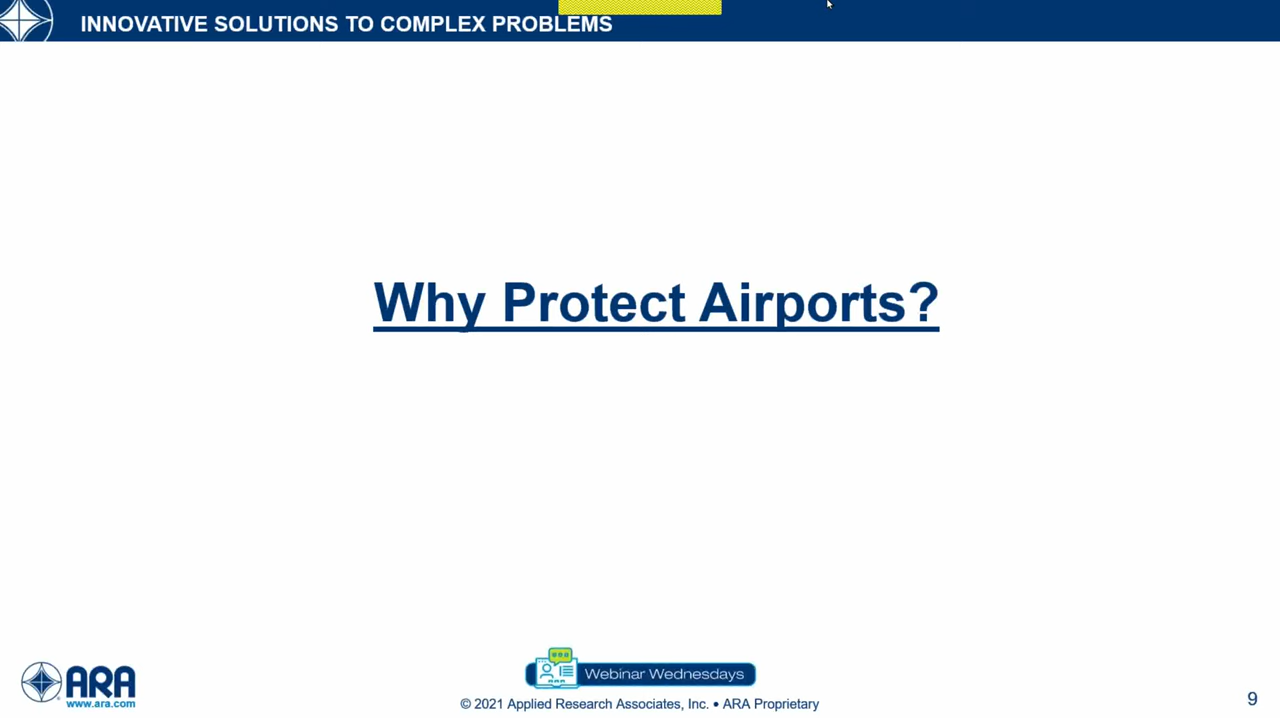 INNOVATIVE SOLUTIONS TO COMPLEX PROBLEMS
Why Protect Airports?
ARA
www.ara.com
Webinar Wednesdays
© 2021 Applied Research Associates, Inc. • ARA Proprietary
9